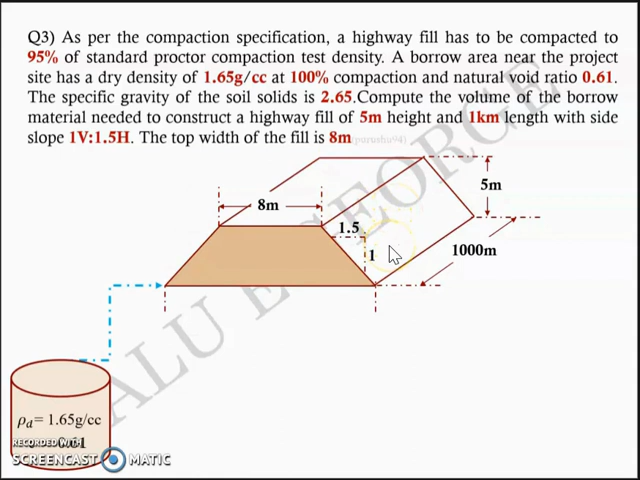 Q3) As per the compaction specification, a highway fill has to be compacted to
95% of standard proctor compaction test density. A borrow area near the project
site has a dry density of 1.65g/cc at 100% compaction and natural void ratio 0.61.
The specific gravity of the soil solids is 2.65.Compute the volume of the borrow
material needed to construct a highway fill of 5m height and 1km length with side
slope 1V:1.5H. The top width of the fill is 8m
8m
5m
1.5
1
1000m
ρd= 1.65g/cc
0.61
RECORDED WITH
SCREENCAST MATIC